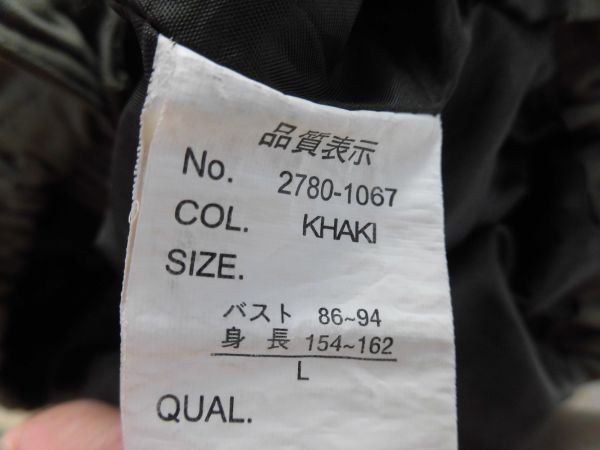 品質表示
No. 2780-1067
COL. KHAKI
SIZE.
バスト 86~94
身長 154~162
L
QUAL.